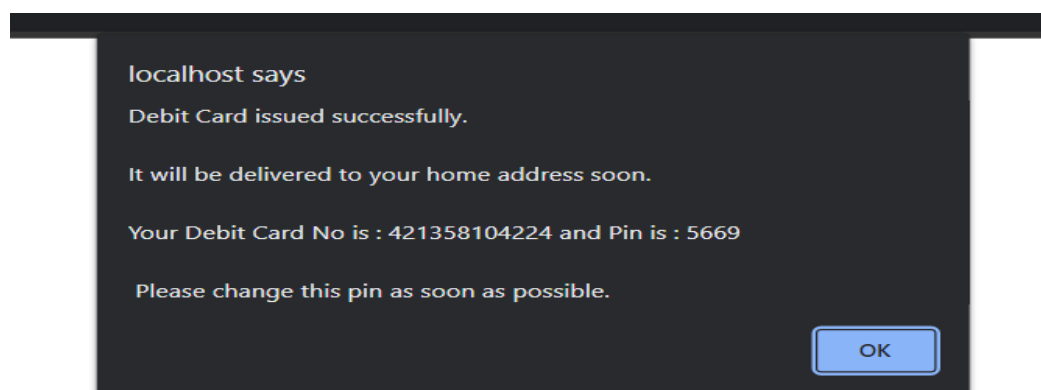 localhost says
Debit Card issued successfully.
It will be delivered to your home address soon.
Your Debit Card No is : 421358104224 and Pin is : 5669
Please change this pin as soon as possible.
OK